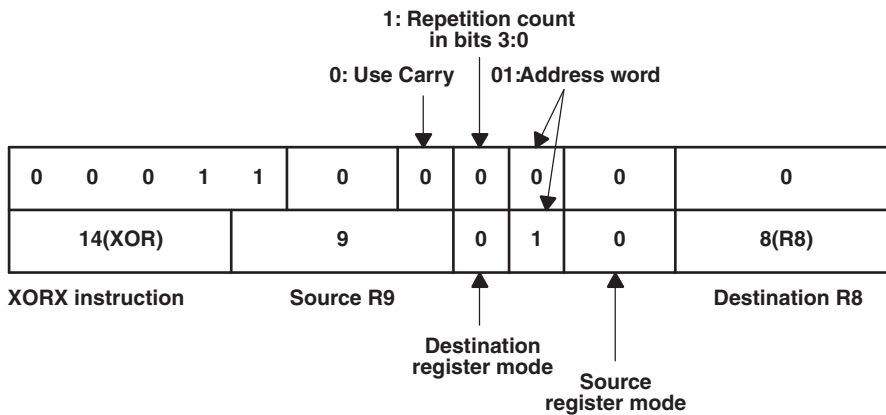 1: Repetition count
in bits 3:0
0: Use Carry
01:Address word
0 0 0 1 1 0 0 0 0 0 0
14(XOR) 9 0 1 0 8(R8)
XORX instruction Source R9 Destination R8
Destination
register mode
Source
register mode